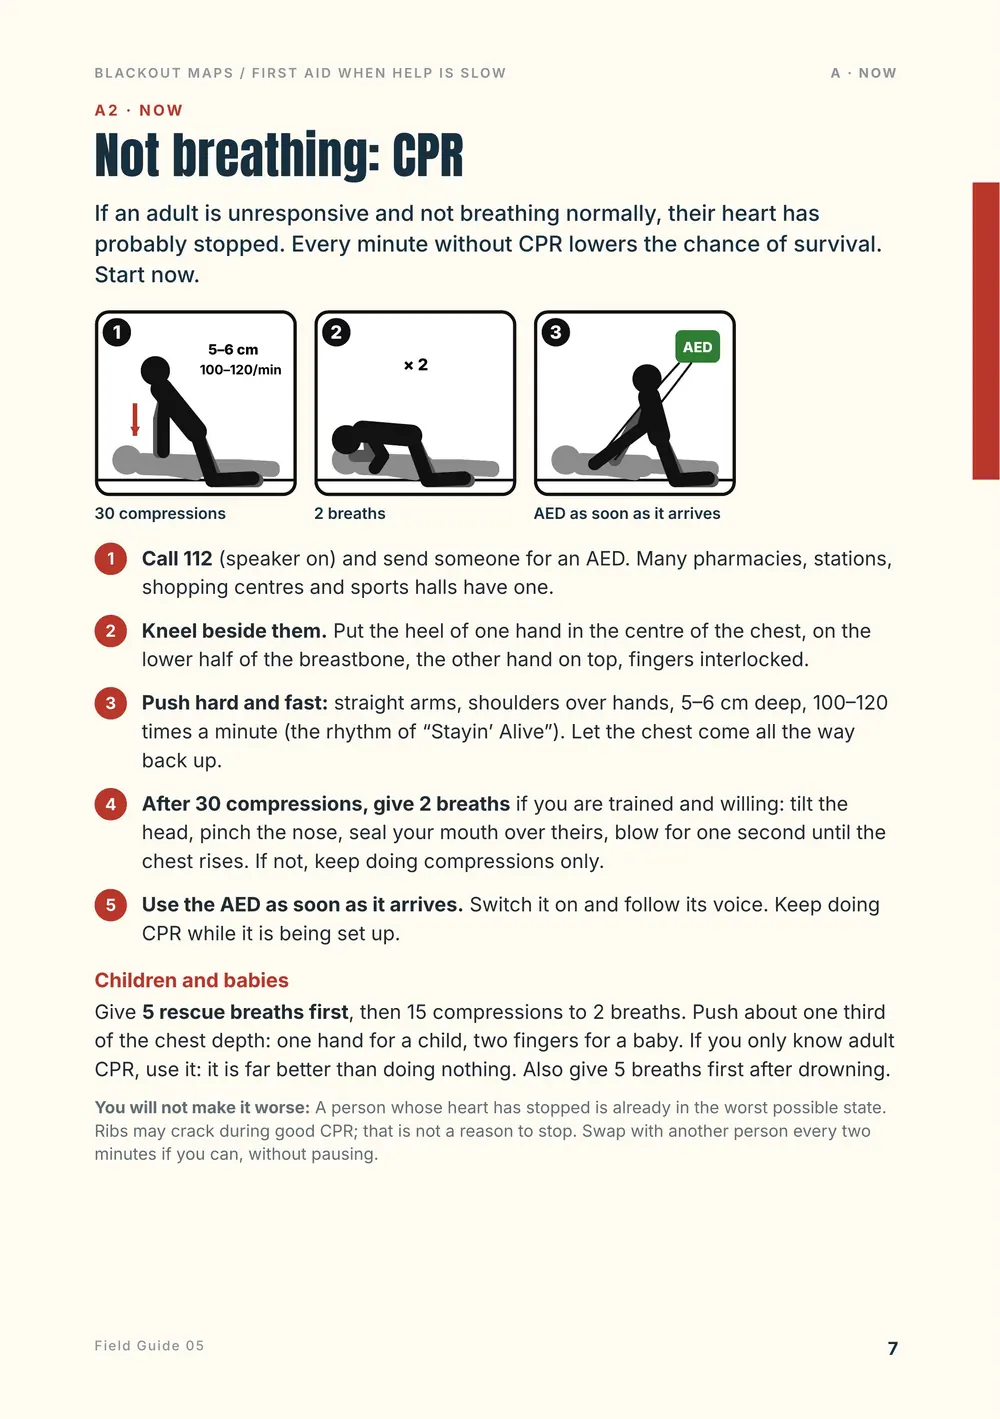 BLACKOUT MAPS / FIRST AID WHEN HELP IS SLOW
A · NOW
A2 · NOW
Not breathing: CPR
If an adult is unresponsive and not breathing normally, their heart has
probably stopped. Every minute without CPR lowers the chance of survival.
Start now.
1
5–6 cm
100–120/min
2
× 2
3
AED
30 compressions
2 breaths
AED as soon as it arrives
1 Call 112 (speaker on) and send someone for an AED. Many pharmacies, stations,
shopping centres and sports halls have one.
2 Kneel beside them. Put the heel of one hand in the centre of the chest, on the
lower half of the breastbone, the other hand on top, fingers interlocked.
3 Push hard and fast: straight arms, shoulders over hands, 5–6 cm deep, 100–120
times a minute (the rhythm of “Stayin’ Alive”). Let the chest come all the way
back up.
4 After 30 compressions, give 2 breaths if you are trained and willing: tilt the
head, pinch the nose, seal your mouth over theirs, blow for one second until the
chest rises. If not, keep doing compressions only.
5 Use the AED as soon as it arrives. Switch it on and follow its voice. Keep doing
CPR while it is being set up.
Children and babies
Give 5 rescue breaths first, then 15 compressions to 2 breaths. Push about one third
of the chest depth: one hand for a child, two fingers for a baby. If you only know adult
CPR, use it: it is far better than doing nothing. Also give 5 breaths first after drowning.
You will not make it worse: A person whose heart has stopped is already in the worst possible state.
Ribs may crack during good CPR; that is not a reason to stop. Swap with another person every two
minutes if you can, without pausing.
Field Guide 05
7